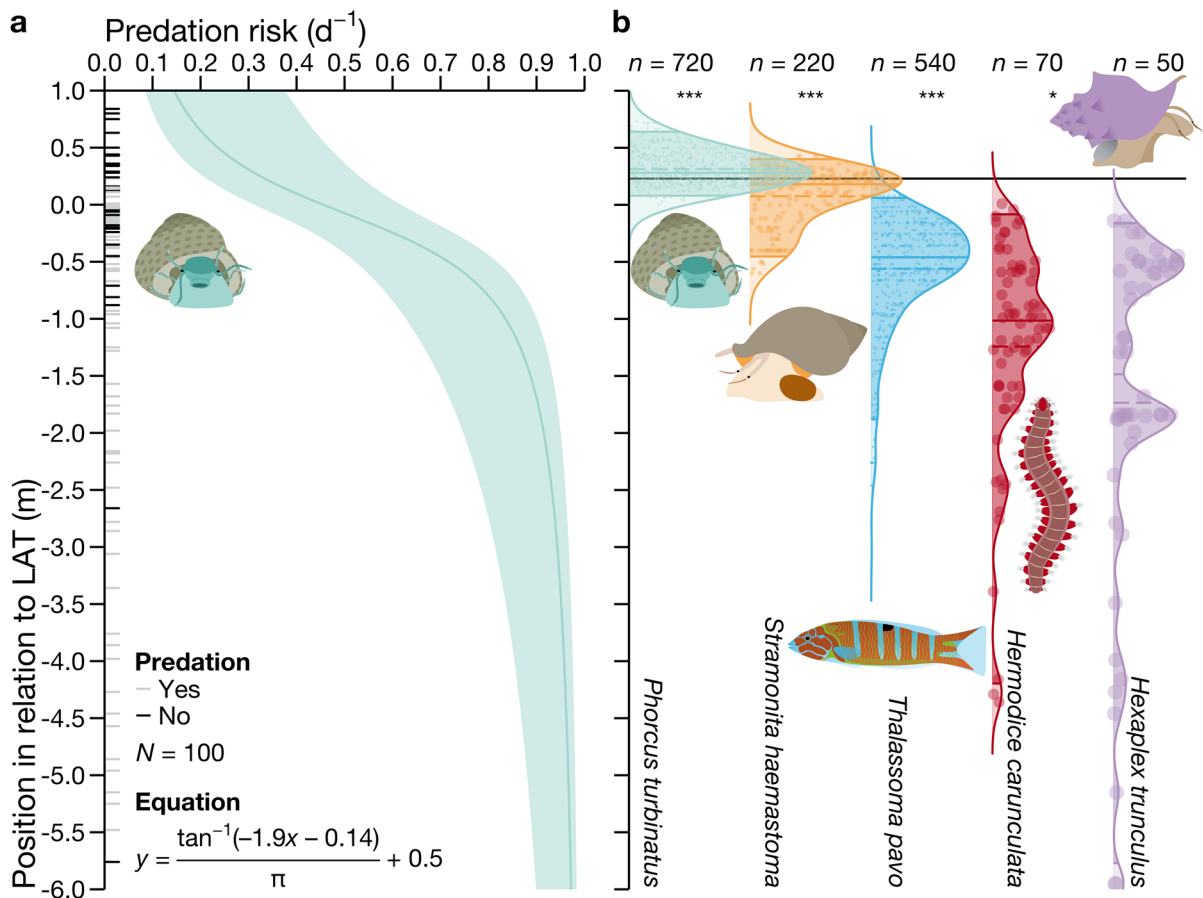 a
Predation risk (d−1)
0.0 0.1 0.2 0.3 0.4 0.5 0.6 0.7 0.8 0.9 1.0
Position in relation to LAT (m)
1.0
0.5
0.0
-0.5
-1.0
-1.5
-2.0
-2.5
-3.0
-3.5
-4.0
-4.5
-5.0
-5.5
-6.0
Predation
Yes
No
N = 100
Equation
y = tan−1(−1.9x − 0.14) / π + 0.5
b
n = 720 n = 220 n = 540 n = 70 n = 50
*** *** *** *
Phorcus turbinatus
Stramonita haemastoma
Thalassoma pavo
Hermodice carunculata
Hexaplex trunculus